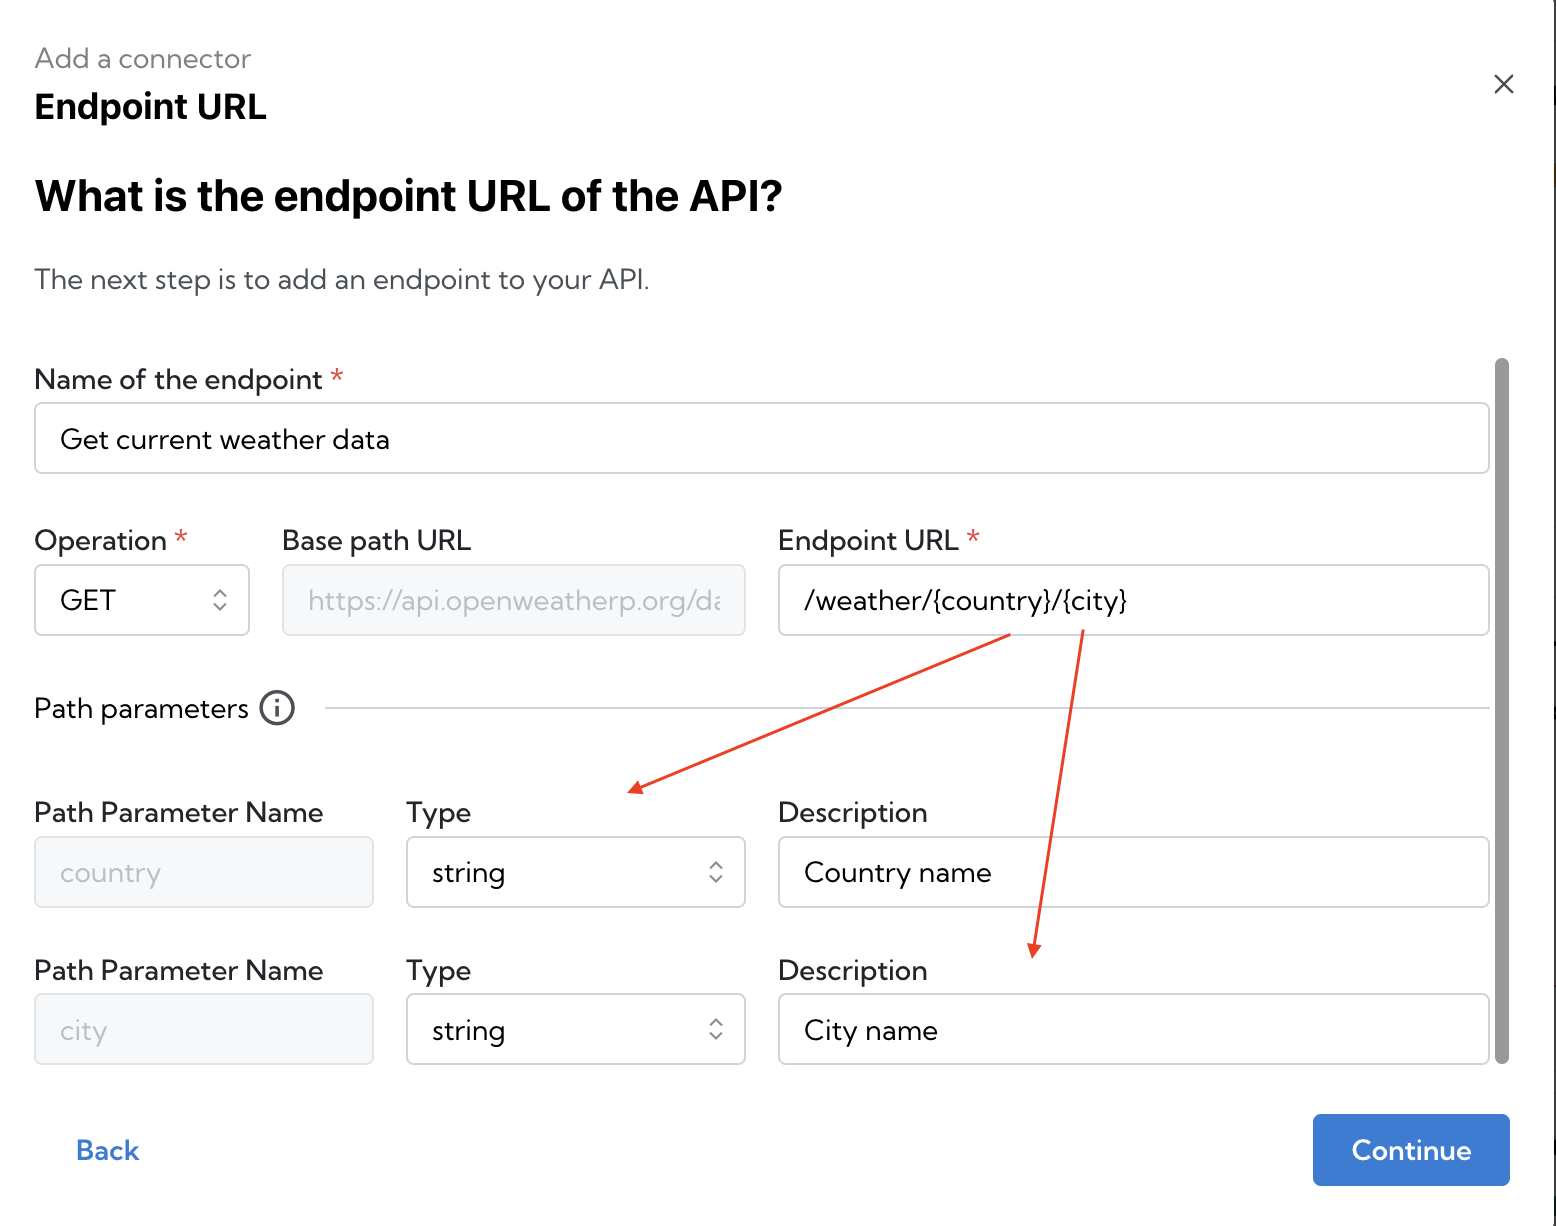 Add a connector
Endpoint URL
What is the endpoint URL of the API?
The next step is to add an endpoint to your API.
Name of the endpoint *
Get current weather data
Operation * Base path URL Endpoint URL *
GET https://api.openweatherp.org/da /weather/{country}/{city}
Path parameters
Path Parameter Name Type Description
country string Country name
Path Parameter Name Type Description
city string City name
Back Continue